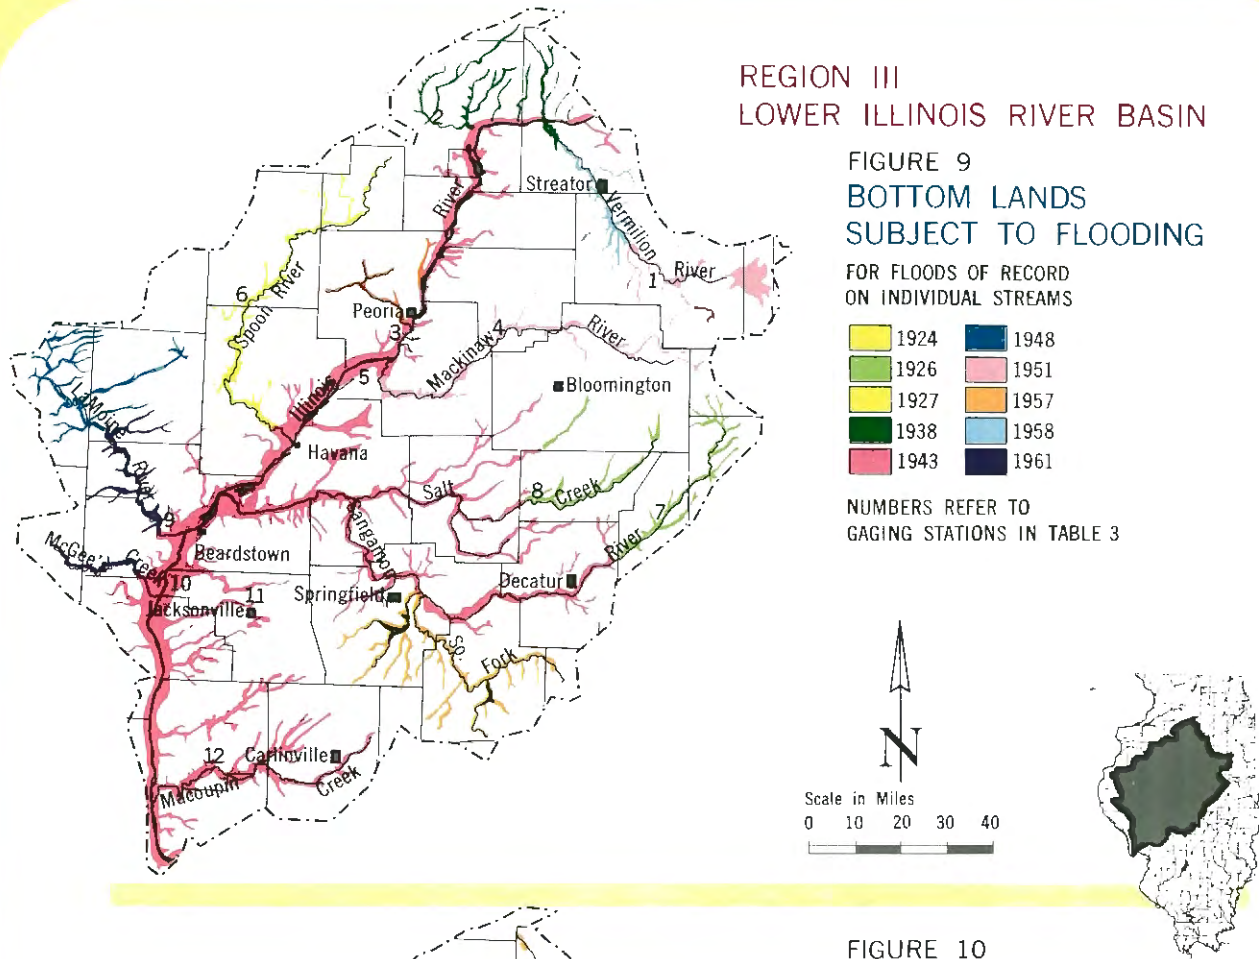 REGION III
LOWER ILLINOIS RIVER BASIN
FIGURE 9
BOTTOM LANDS
SUBJECT TO FLOODING
FOR FLOODS OF RECORD
ON INDIVIDUAL STREAMS
1924 1948
1926 1951
1927 1957
1938 1958
1943 1961
NUMBERS REFER TO
GAGING STATIONS IN TABLE 3
2
River
Streator
Vermilion
River
1
6
Spoon River
Peoria
3
Mackinaw
4
River
5
Bloomington
Illinois
LaMoine
River
Havana
Salt
8
Creek
7
River
Sangamon
9
Beardstown
McGee
Creek
10
11
Jacksonville
Springfield
Decatur
So.
Fork
12
Carlinville
Macoupin
Creek
N
Scale in Miles
0 10 20 30 40
FIGURE 10